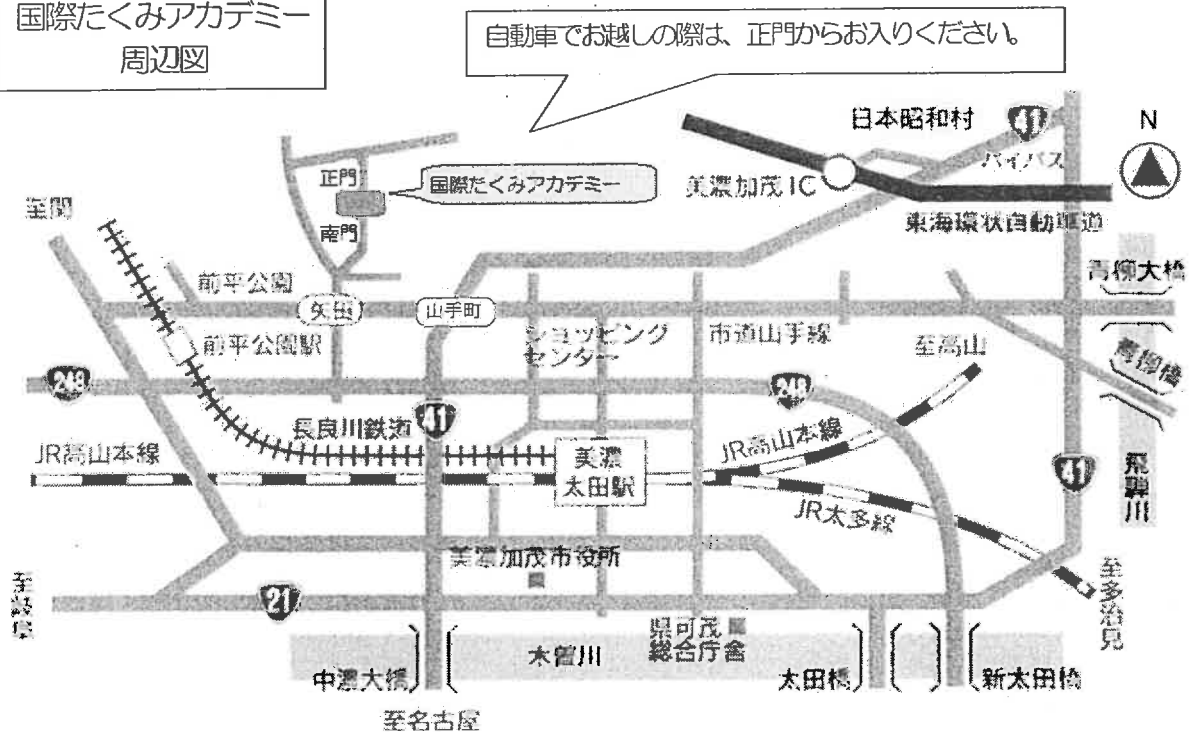 国際たくみアカデミー
周辺図
自動車でお越しの際は、正門からお入りください。
日本昭和村
41
バイパス
N
正門
国際たくみアカデミー
美濃加茂IC
南門
東海環状自動車道
至関
前平公園
青柳大橋
矢田
山手町
前平公園駅
ショッピング
センター
市道山手線
至高山
青柳橋
248
248
長良川鉄道
41
JR高山本線
美濃
太田駅
JR高山本線
41
飛騨川
JR太多線
美濃加茂市役所
至岐阜
21
至多治見
県可茂
総合庁舎
木曽川
中濃大橋
太田橋
新太田橋
至名古屋